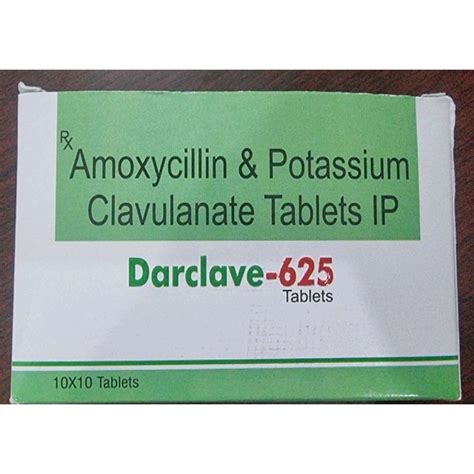 Rx
Amoxycillin & Potassium
Clavulanate Tablets IP
Darclave-625
Tablets
10X10 Tablets